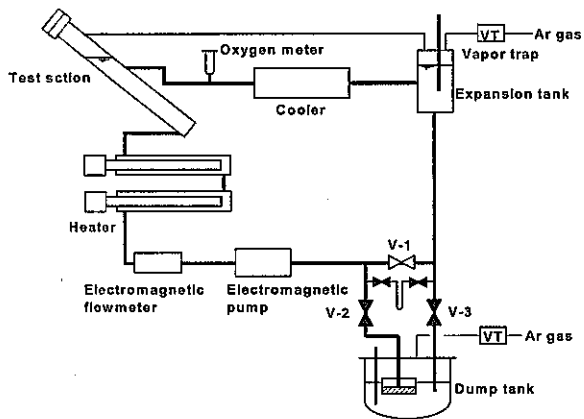 Oxygen meter
VT
Ar gas
Vapor trap
Test sction
Cooler
Expansion tank
Heater
V-1
Electromagnetic
flowmeter
Electromagnetic
pump
V-2
V-3
VT
Ar gas
Dump tank